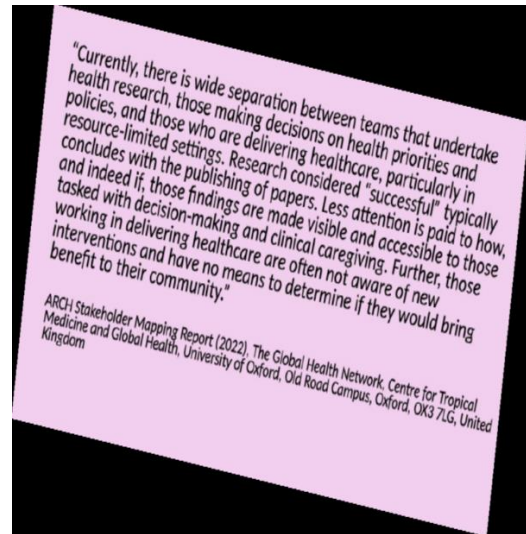 “Currently, there is wide separation between teams that undertake
health research, those making decisions on health priorities and
policies, and those who are delivering healthcare, particularly in
resource-limited settings. Research considered “successful” typically
concludes with the publishing of papers. Less attention is paid to how,
and indeed if, those findings are made visible and accessible to those
tasked with decision-making and clinical caregiving. Further, those
working in delivering healthcare are often not aware of new
interventions and have no means to determine if they would bring
benefit to their community.”
ARCH Stakeholder Mapping Report (2022), The Global Health Network, Centre for Tropical
Medicine and Global Health, University of Oxford, Old Road Campus, Oxford, OX3 7LG, United
Kingdom